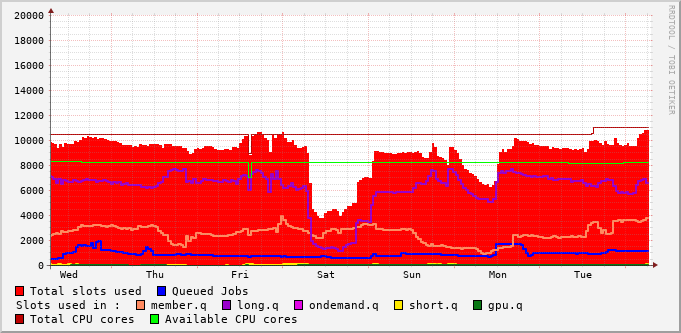 RRDTOOL / TOBI OETIKER
20000
18000
16000
14000
12000
10000
8000
6000
4000
2000
0
Wed Thu Fri Sat Sun Mon Tue
Total slots used Queued Jobs
Slots used in : member.q long.q ondemand.q short.q gpu.q
Total CPU cores Available CPU cores